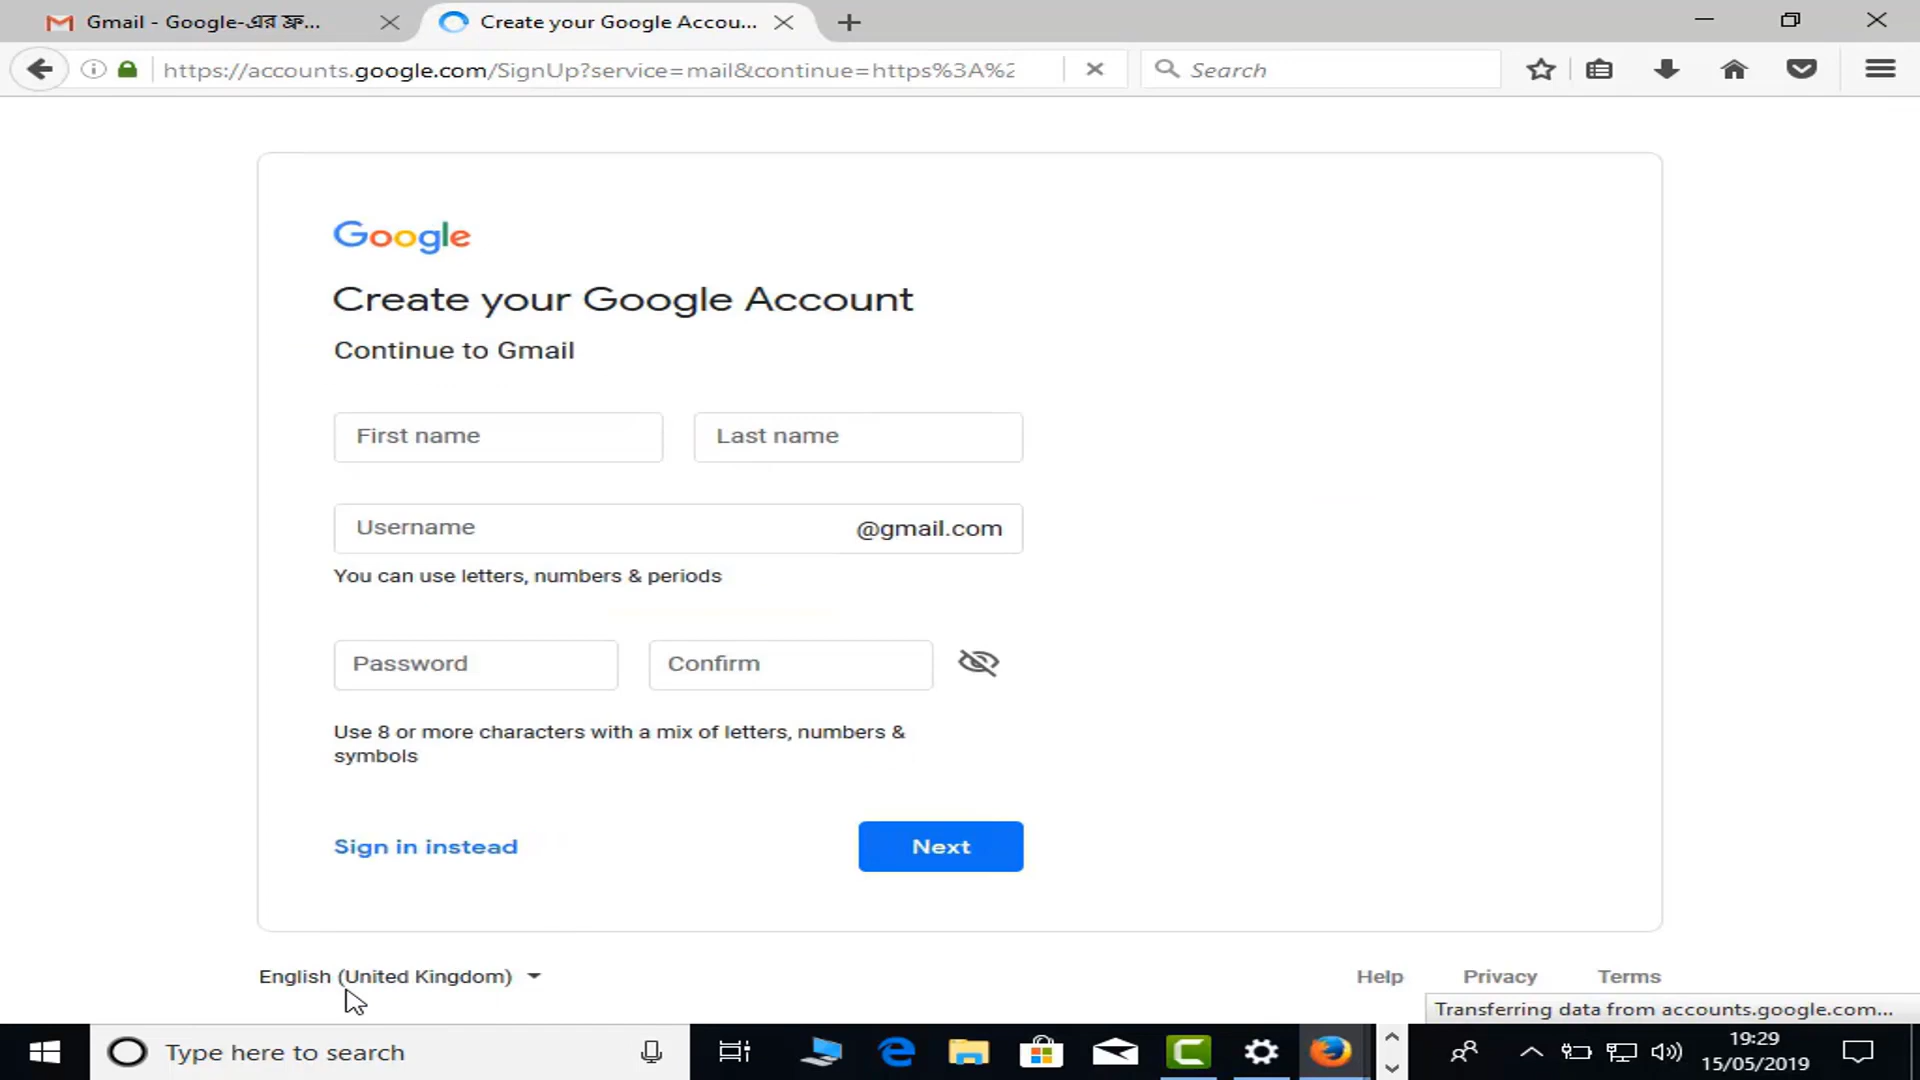 Gmail - Google-এর ফ্র...
Create your Google Accou...
https://accounts.google.com/SignUp?service=mail&continue=https%3A%2
Search
Google
Create your Google Account
Continue to Gmail
First name
Last name
Username
@gmail.com
You can use letters, numbers & periods
Password
Confirm
Use 8 or more characters with a mix of letters, numbers &
symbols
Sign in instead
Next
English (United Kingdom)
Help
Privacy
Terms
Transferring data from accounts.google.com...
Type here to search
19:29
15/05/2019